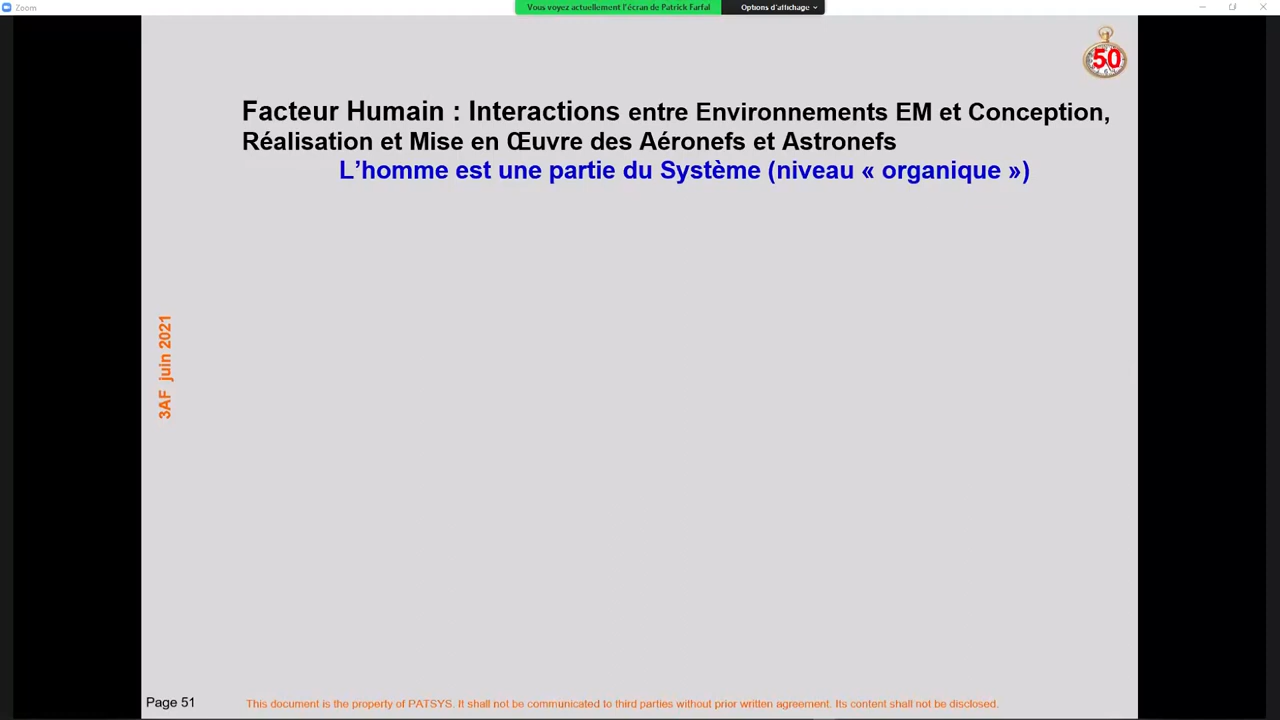 Zoom
Vous voyez actuellement l'écran de Patrick Farfal
Options d'affichage
50
Facteur Humain : Interactions entre Environnements EM et Conception,
Réalisation et Mise en Œuvre des Aéronefs et Astronefs
L’homme est une partie du Système (niveau « organique »)
3AF juin 2021
Page 51
This document is the property of PATSYS. It shall not be communicated to third parties without prior written agreement. Its content shall not be disclosed.